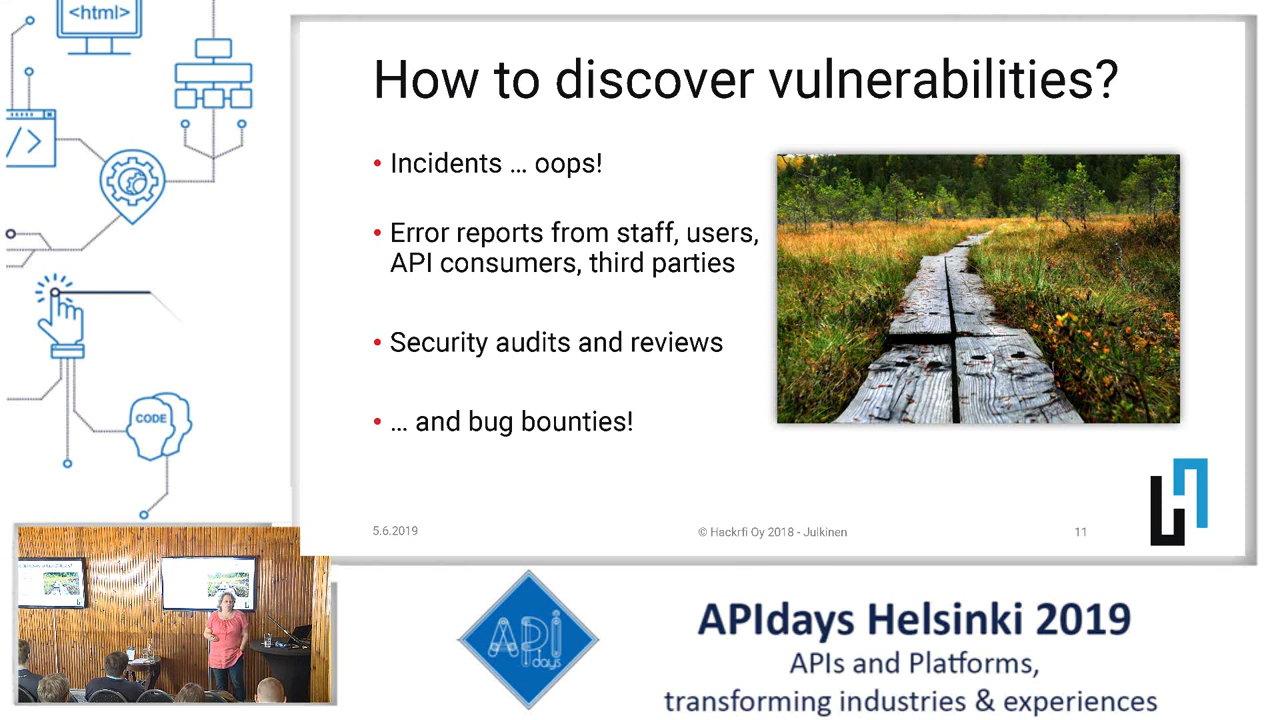 <html>
How to discover vulnerabilities?
• Incidents ... oops!
• Error reports from staff, users,
API consumers, third parties
• Security audits and reviews
• ... and bug bounties!
CODE
5.6.2019
© Hackrfi Oy 2018 - Julkinen
11
API
days
APIdays Helsinki 2019
APIs and Platforms,
transforming industries & experiences